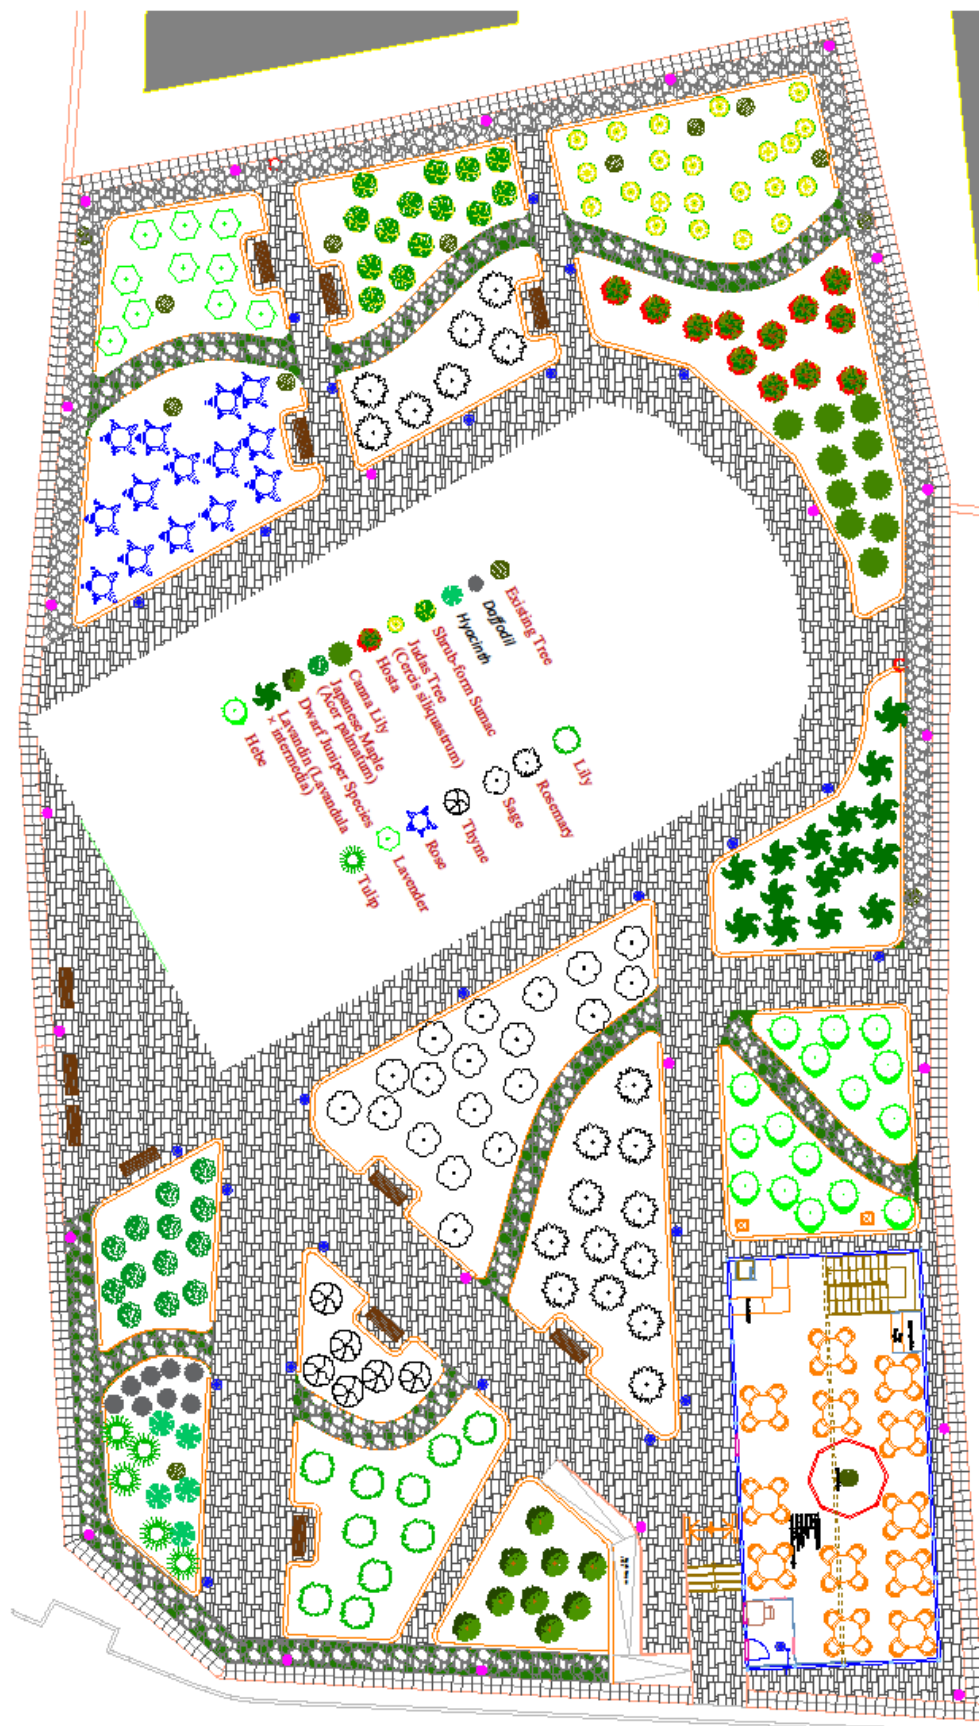 Existing Tree
Daffodil
Hyacinth
Shrub-form Sumac
Judas Tree
(Cercis siliquastrum)
Hosta
Canna Lily
Japanese Maple
(Acer palmatum)
Dwarf Juniper Species
Lavandin (Lavandula
× intermedia)
Hebe
Lily
Rosemary
Sage
Thyme
Rose
Lavender
Tulip